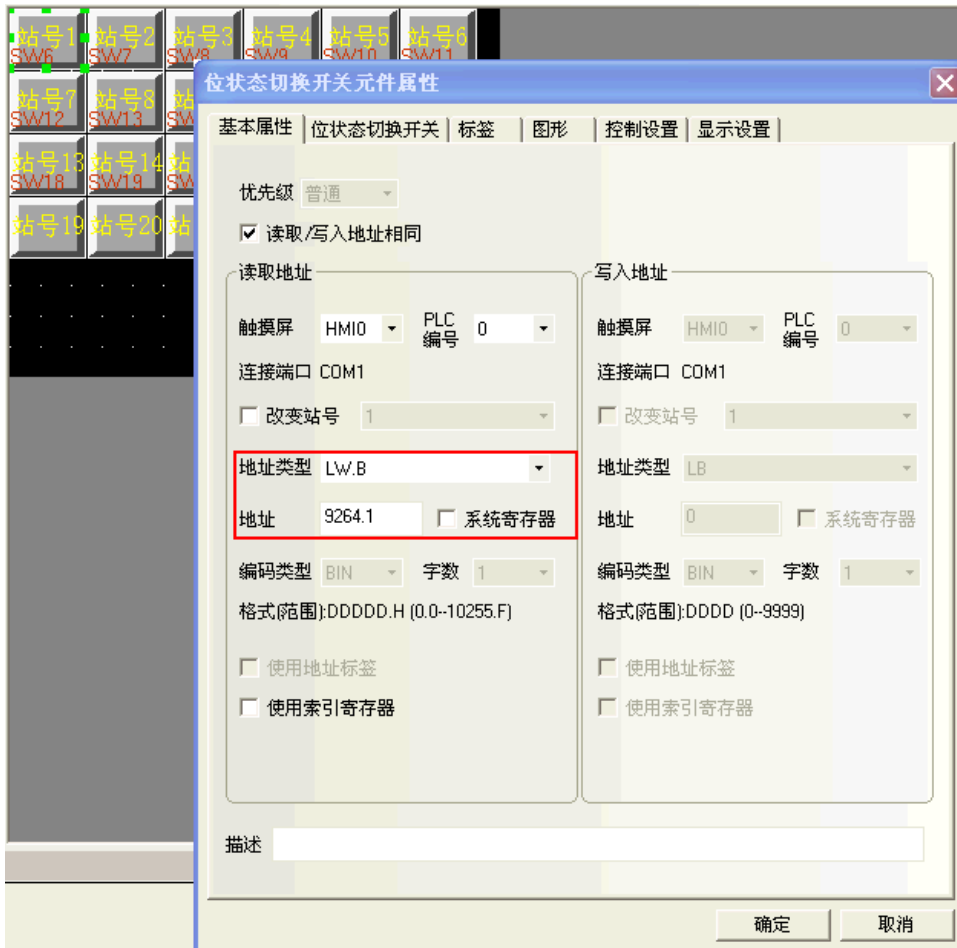 站号1 站号2 站号3 站号4 站号5 站号6
SW6 SW7 SW8 SW9 SW10 SW11
位状态切换开关元件属性
站号7 站号8 站
SW12 SW13 SW
基本属性 位状态切换开关 标签 图形 控制设置 显示设置
站号13 站号14 站
SW18 SW19 SW
优先级 普通
站号19 站号20 站
读取/写入地址相同
读取地址
触摸屏 HMI0 PLC编号 0
连接端口 COM1
改变站号 1
地址类型 LW.B
地址 9264.1 系统寄存器
编码类型 BIN 字数 1
格式(范围):DDDDD.H (0.0--10255.F)
使用地址标签
使用索引寄存器
写入地址
触摸屏 HMI0 PLC编号 0
连接端口 COM1
改变站号 1
地址类型 LB
地址 0 系统寄存器
编码类型 BIN 字数 1
格式(范围):DDDD (0--9999)
使用地址标签
使用索引寄存器
描述
确定 取消